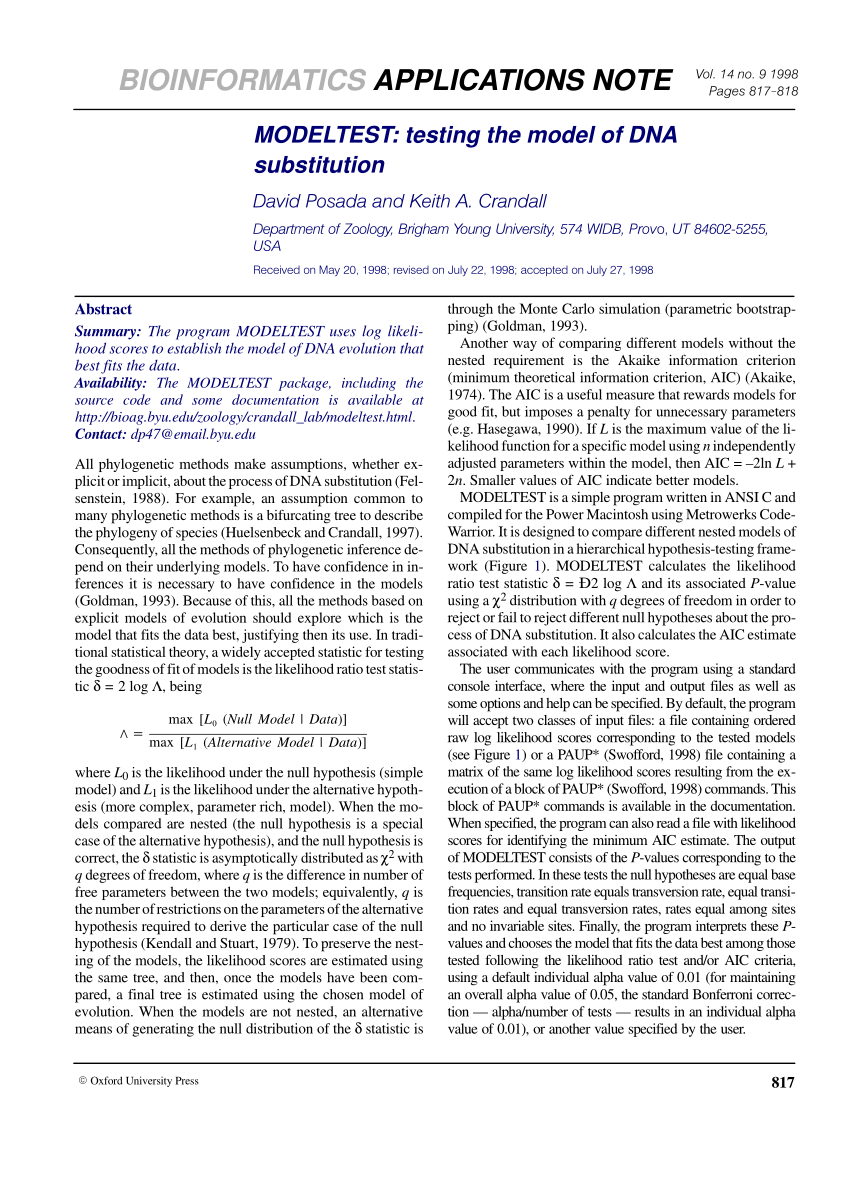 BIOINFORMATICS APPLICATIONS NOTE
Vol. 14 no. 9 1998
Pages 817-818
MODELTEST: testing the model of DNA
substitution
David Posada and Keith A. Crandall
Department of Zoology, Brigham Young University, 574 WIDB, Provo, UT 84602-5255,
USA
Received on May 20, 1998; revised on July 22, 1998; accepted on July 27, 1998
Abstract
Summary: The program MODELTEST uses log likeli-
hood scores to establish the model of DNA evolution that
best fits the data.
Availability: The MODELTEST package, including the
source code and some documentation is available at
http://bioag.byu.edu/zoology/crandall_lab/modeltest.html.
Contact: dp47@email.byu.edu
All phylogenetic methods make assumptions, whether ex-
plicit or implicit, about the process of DNA substitution (Fel-
senstein, 1988). For example, an assumption common to
many phylogenetic methods is a bifurcating tree to describe
the phylogeny of species (Huelsenbeck and Crandall, 1997).
Consequently, all the methods of phylogenetic inference de-
pend on their underlying models. To have confidence in in-
ferences it is necessary to have confidence in the models
(Goldman, 1993). Because of this, all the methods based on
explicit models of evolution should explore which is the
model that fits the data best, justifying then its use. In tradi-
tional statistical theory, a widely accepted statistic for testing
the goodness of fit of models is the likelihood ratio test statis-
tic δ = 2 log Λ, being
max [L0 (Null Model | Data)]
∧ =
max [L1 (Alternative Model | Data)]
where L0 is the likelihood under the null hypothesis (simple
model) and L1 is the likelihood under the alternative hypoth-
esis (more complex, parameter rich, model). When the mo-
dels compared are nested (the null hypothesis is a special
case of the alternative hypothesis), and the null hypothesis is
correct, the δ statistic is asymptotically distributed as χ2 with
q degrees of freedom, where q is the difference in number of
free parameters between the two models; equivalently, q is
the number of restrictions on the parameters of the alternative
hypothesis required to derive the particular case of the null
hypothesis (Kendall and Stuart, 1979). To preserve the nest-
ing of the models, the likelihood scores are estimated using
the same tree, and then, once the models have been com-
pared, a final tree is estimated using the chosen model of
evolution. When the models are not nested, an alternative
means of generating the null distribution of the δ statistic is
through the Monte Carlo simulation (parametric bootstrap-
ping) (Goldman, 1993).
Another way of comparing different models without the
nested requirement is the Akaike information criterion
(minimum theoretical information criterion, AIC) (Akaike,
1974). The AIC is a useful measure that rewards models for
good fit, but imposes a penalty for unnecessary parameters
(e.g. Hasegawa, 1990). If L is the maximum value of the li-
kelihood function for a specific model using n independently
adjusted parameters within the model, then AIC = –2ln L +
2n. Smaller values of AIC indicate better models.
MODELTEST is a simple program written in ANSI C and
compiled for the Power Macintosh using Metrowerks Code-
Warrior. It is designed to compare different nested models of
DNA substitution in a hierarchical hypothesis-testing frame-
work (Figure 1). MODELTEST calculates the likelihood
ratio test statistic δ = Ð2 log Λ and its associated P-value
using a χ2 distribution with q degrees of freedom in order to
reject or fail to reject different null hypotheses about the pro-
cess of DNA substitution. It also calculates the AIC estimate
associated with each likelihood score.
The user communicates with the program using a standard
console interface, where the input and output files as well as
some options and help can be specified. By default, the program
will accept two classes of input files: a file containing ordered
raw log likelihood scores corresponding to the tested models
(see Figure 1) or a PAUP* (Swofford, 1998) file containing a
matrix of the same log likelihood scores resulting from the ex-
ecution of a block of PAUP* (Swofford, 1998) commands. This
block of PAUP* commands is available in the documentation.
When specified, the program can also read a file with likelihood
scores for identifying the minimum AIC estimate. The output
of MODELTEST consists of the P-values corresponding to the
tests performed. In these tests the null hypotheses are equal base
frequencies, transition rate equals transversion rate, equal transi-
tion rates and equal transversion rates, rates equal among sites
and no invariable sites. Finally, the program interprets these P-
values and chooses the model that fits the data best among those
tested following the likelihood ratio test and/or AIC criteria,
using a default individual alpha value of 0.01 (for maintaining
an overall alpha value of 0.05, the standard Bonferroni correc-
tion — alpha/number of tests — results in an individual alpha
value of 0.01), or another value specified by the user.
© Oxford University Press
817